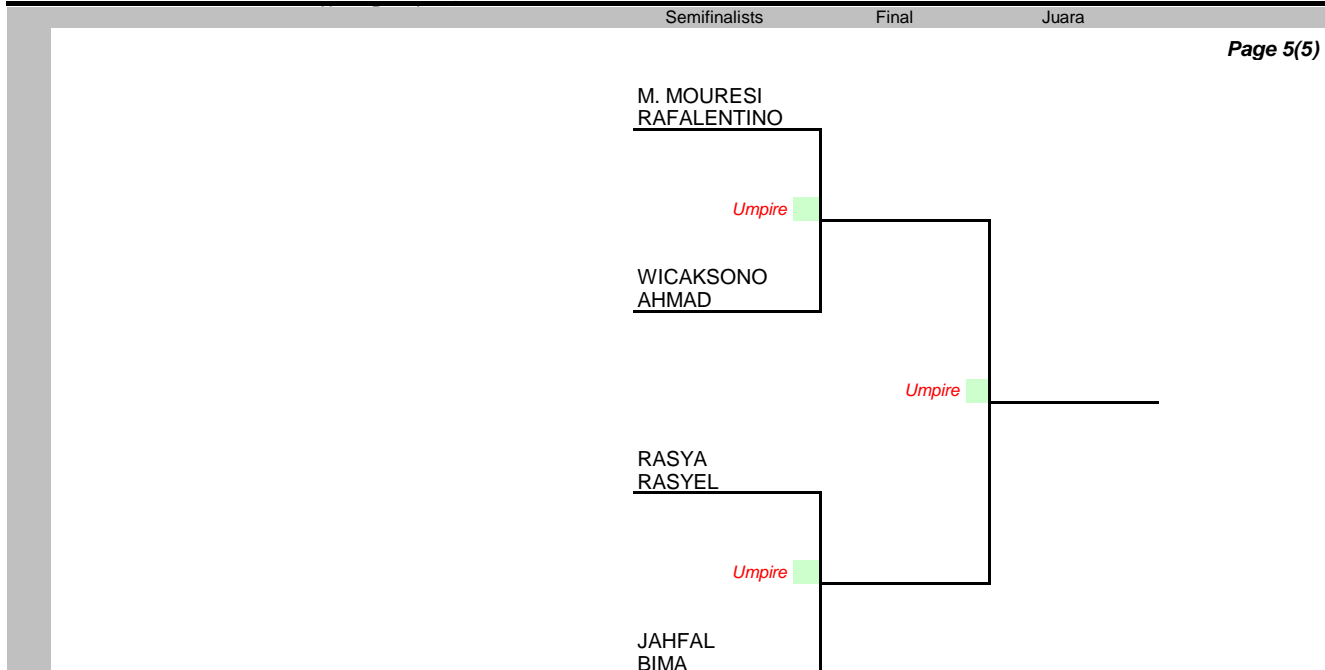 Semifinalists Final Juara
Page 5(5)
M. MOURESI
RAFALENTINO
Umpire
WICAKSONO
AHMAD
Umpire
RASYA
RASYEL
Umpire
JAHFAL
BIMA